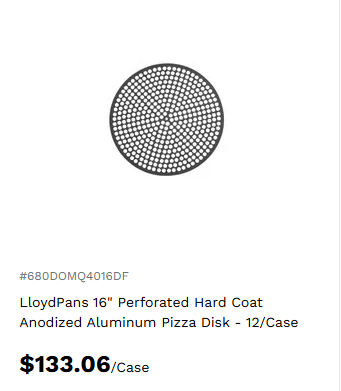 #680DOMQ4016DF
LloydPans 16" Perforated Hard Coat
Anodized Aluminum Pizza Disk - 12/Case
$133.06/Case